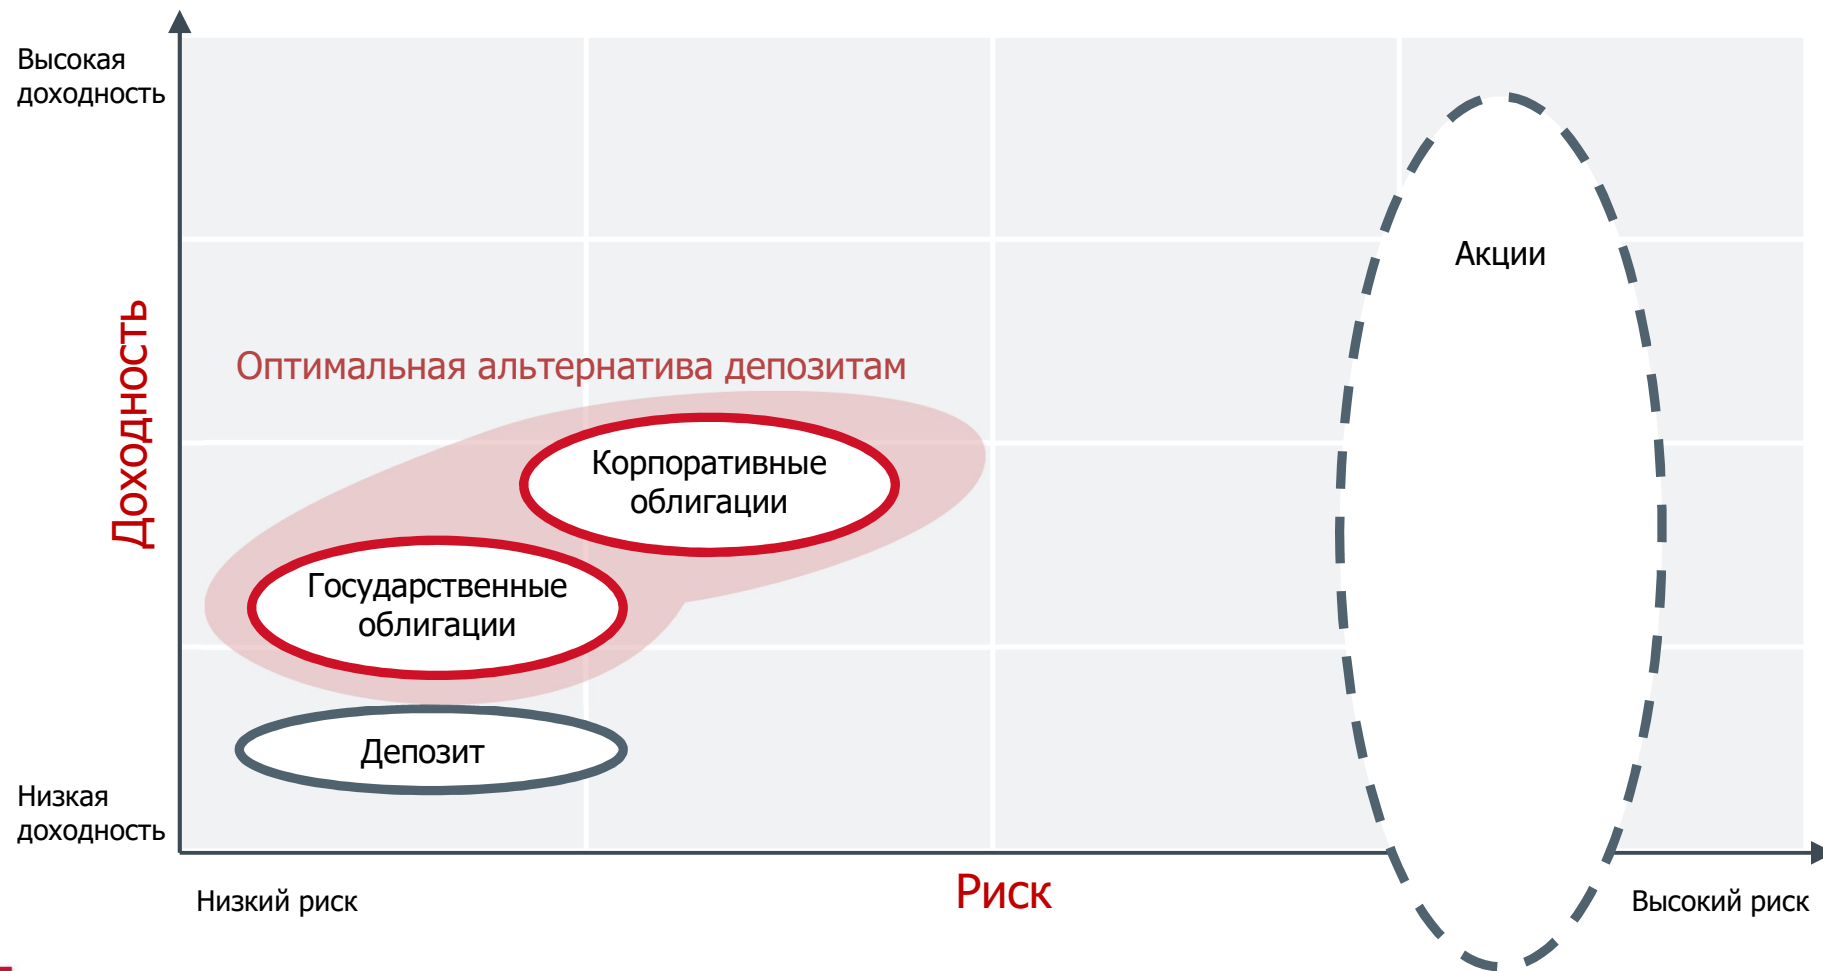 Высокая
доходность
Акции
Доходность
Оптимальная альтернатива депозитам
Корпоративные
облигации
Государственные
облигации
Депозит
Низкая
доходность
Низкий риск
Риск
Высокий риск